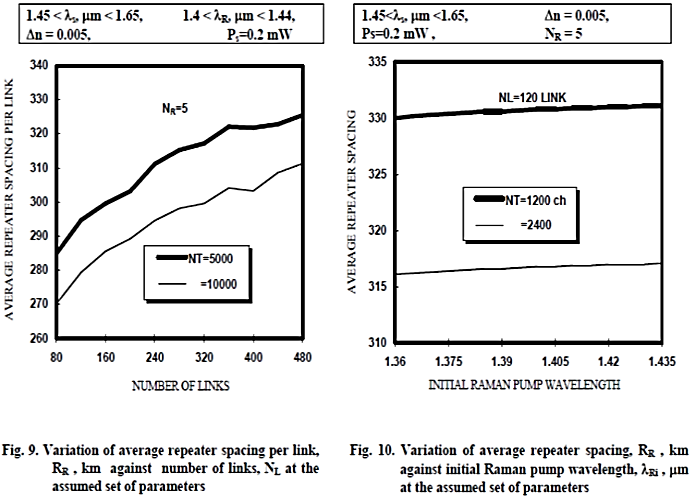 1.45 < λs, µm < 1.65, 1.4 < λR, µm < 1.44,
Δn = 0.005, Ps=0.2 mW
340
330
320
310
300
290
280
270
260
AVERAGE REPEATER SPACING PER LINK
NR=5
NT=5000
=10000
80 120 160 200 240 280 320 360 400 440 480
NUMBER OF LINKS
Fig. 9. Variation of average repeater spacing per link,
RR , km against number of links, NL at the
assumed set of parameters
1.45<λs, µm <1.65, Δn = 0.005,
Ps=0.2 mW , NR = 5
335
330
325
320
315
310
AVERAGE REPEATER SPACING
NL=120 LINK
NT=1200 ch
=2400
1.36 1.375 1.39 1.405 1.42 1.435
INITIAL RAMAN PUMP WAVELENGTH
Fig. 10. Variation of average repeater spacing, RR , km
against initial Raman pump wavelength, λRi , µm
at the assumed set of parameters